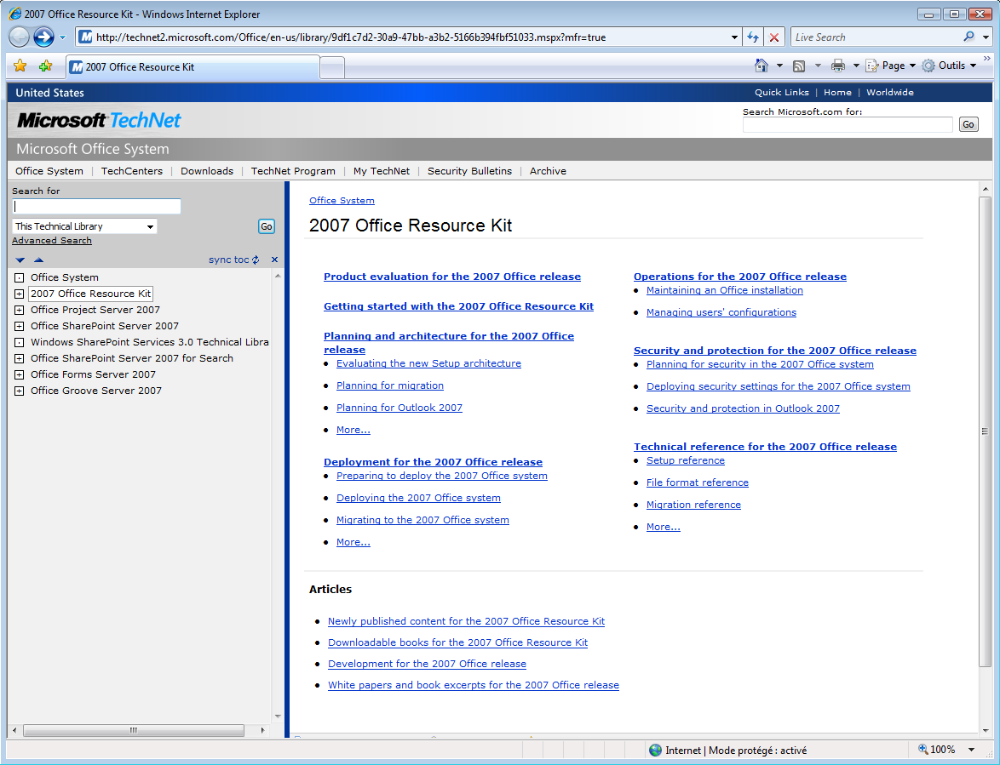 2007 Office Resource Kit - Windows Internet Explorer
http://technet2.microsoft.com/Office/en-us/library/9df1c7d2-30a9-47bb-a3b2-5166b394fbf51033.mspx?mfr=true
Live Search
2007 Office Resource Kit
Page
Outils
United States
Quick Links | Home | Worldwide
Microsoft TechNet
Search Microsoft.com for:
Go
Microsoft Office System
Office System | TechCenters | Downloads | TechNet Program | My TechNet | Security Bulletins | Archive
Search for
This Technical Library
Go
Advanced Search
sync toc
Office System
2007 Office Resource Kit
Office Project Server 2007
Office SharePoint Server 2007
Windows SharePoint Services 3.0 Technical Libra
Office SharePoint Server 2007 for Search
Office Forms Server 2007
Office Groove Server 2007
Office System
2007 Office Resource Kit
Product evaluation for the 2007 Office release
Getting started with the 2007 Office Resource Kit
Planning and architecture for the 2007 Office
release
Evaluating the new Setup architecture
Planning for migration
Planning for Outlook 2007
More...
Deployment for the 2007 Office release
Preparing to deploy the 2007 Office system
Deploying the 2007 Office system
Migrating to the 2007 Office system
More...
Operations for the 2007 Office release
Maintaining an Office installation
Managing users' configurations
Security and protection for the 2007 Office release
Planning for security in the 2007 Office system
Deploying security settings for the 2007 Office system
Security and protection in Outlook 2007
Technical reference for the 2007 Office release
Setup reference
File format reference
Migration reference
More...
Articles
Newly published content for the 2007 Office Resource Kit
Downloadable books for the 2007 Office Resource Kit
Development for the 2007 Office release
White papers and book excerpts for the 2007 Office release
Internet | Mode protégé : activé
100%